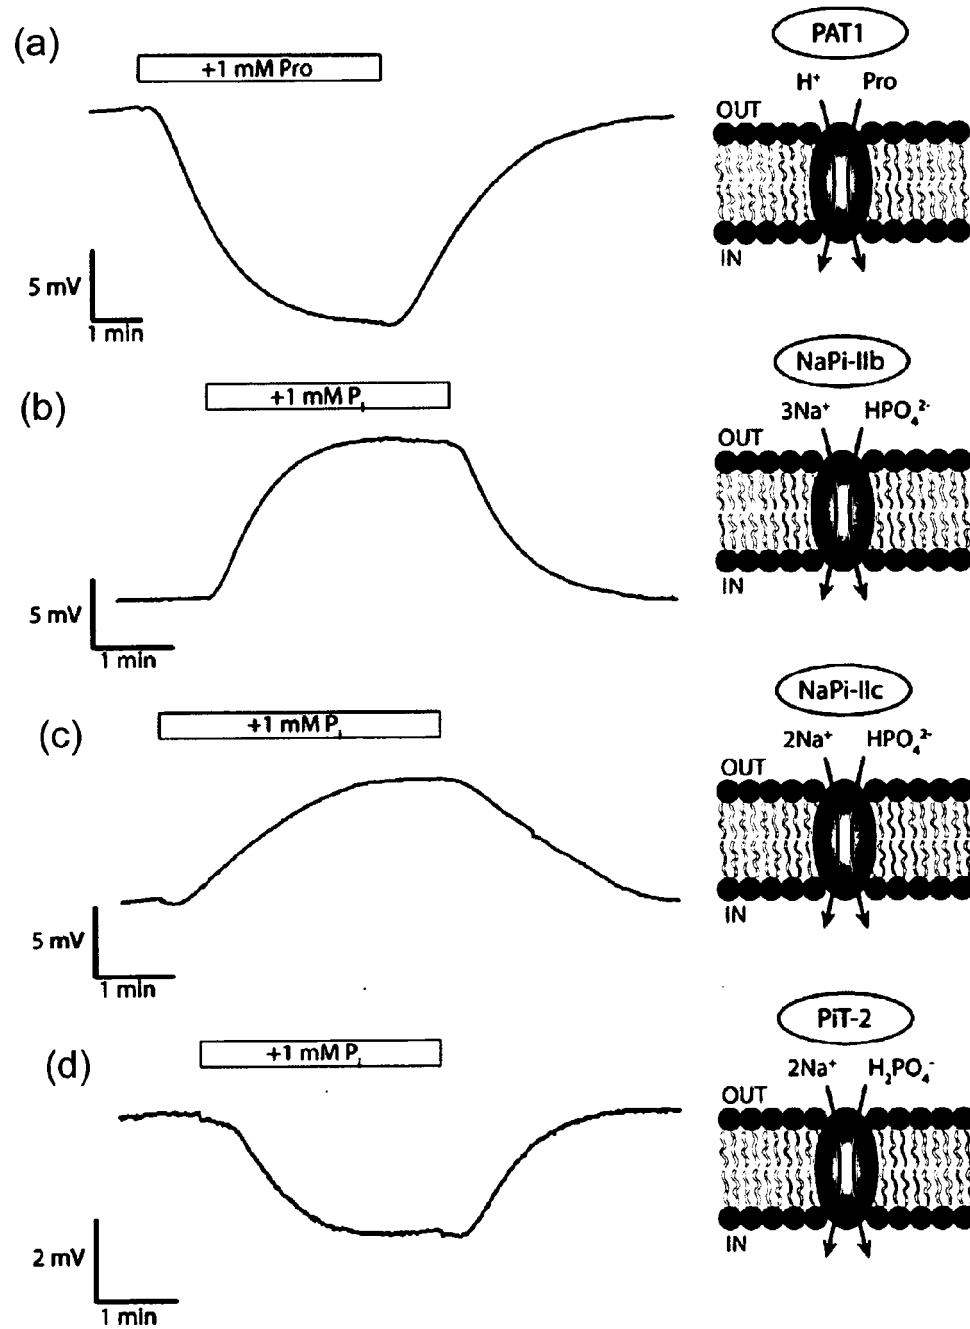 (a)
+1 mM Pro
5 mV
1 min
PAT1
H⁺ Pro
OUT
IN
(b)
+1 mM Pᵢ
5 mV
1 min
NaPi-IIb
3Na⁺ HPO₄²⁻
OUT
IN
(c)
+1 mM Pᵢ
5 mV
1 min
NaPi-IIc
2Na⁺ HPO₄²⁻
OUT
IN
(d)
+1 mM Pᵢ
2 mV
1 min
PiT-2
2Na⁺ H₂PO₄⁻
OUT
IN